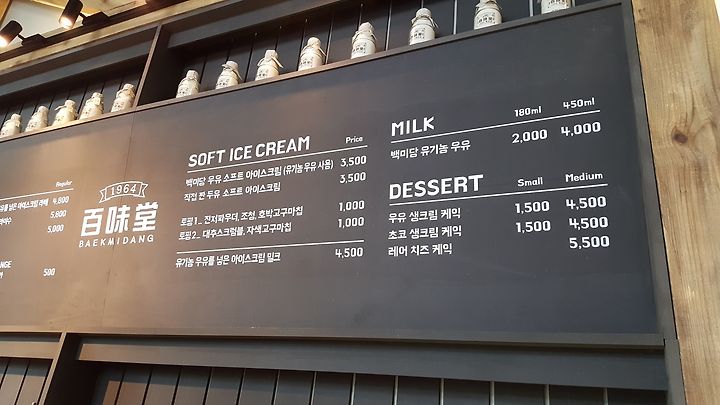 Regular
아이스크림 라떼 4,800
5,800
5,000
500
1964
百味堂
BAEKMIDANG
SOFT ICE CREAM Price
백미당 우유 소프트 아이스크림 (유기농 우유 사용) 3,500
직접 짠 두유 소프트 아이스크림 3,500
토핑 1_ 잔저파우더, 조청, 호박고구마칩 1,000
토핑 2_ 대추스크럼블, 자색고구마칩 1,000
유기농 우유를 넣은 아이스크림 밀크 4,500
MILK 180ml 450ml
백미당 유기농 우유 2,000 4,000
DESSERT Small Medium
우유 생크림 케익 1,500 4,500
초코 생크림 케익 1,500 4,500
레어 치즈 케익 5,500